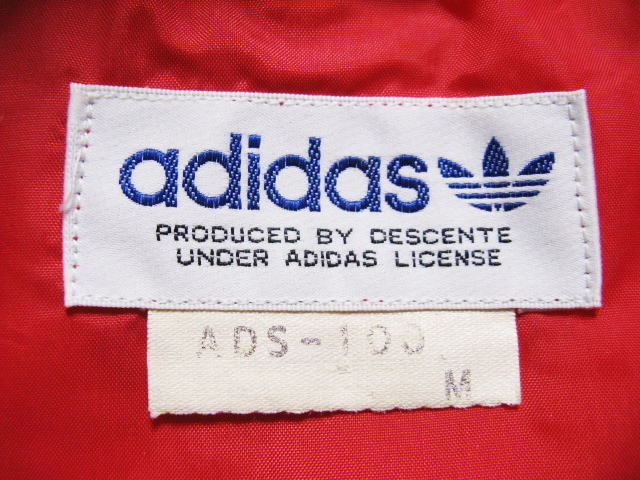 adidas
PRODUCED BY DESCENTE
UNDER ADIDAS LICENSE
ADS-100
M